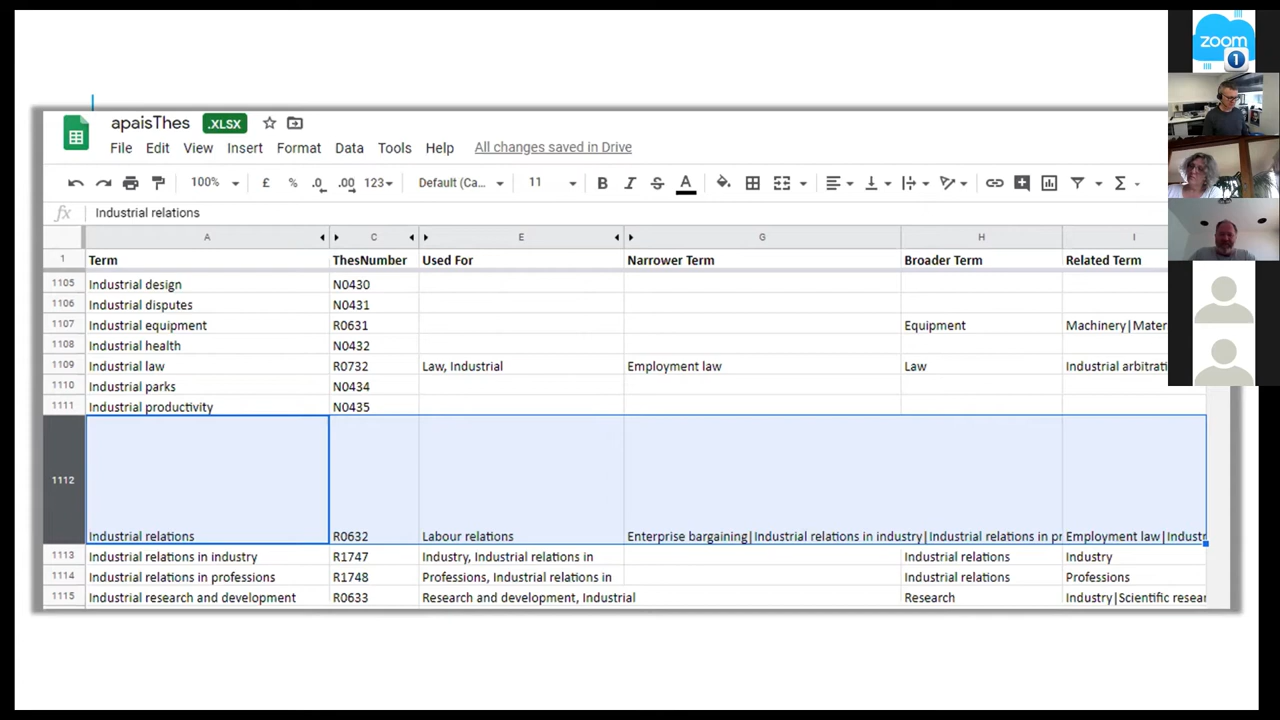 zoom
1
apaisThes .XLSX
File Edit View Insert Format Data Tools Help All changes saved in Drive
100% £ % .0 .00 123 Default (Ca... 11 B I S A Σ
fx Industrial relations
A C E G H I
1 Term ThesNumber Used For Narrower Term Broader Term Related Term
1105 Industrial design N0430
1106 Industrial disputes N0431
1107 Industrial equipment R0631 Equipment Machinery|Mater
1108 Industrial health N0432
1109 Industrial law R0732 Law, Industrial Employment law Law Industrial arbitrati
1110 Industrial parks N0434
1111 Industrial productivity N0435
1112 Industrial relations R0632 Labour relations Enterprise bargaining|Industrial relations in industry|Industrial relations in pr Employment law|Industr
1113 Industrial relations in industry R1747 Industry, Industrial relations in Industrial relations Industry
1114 Industrial relations in professions R1748 Professions, Industrial relations in Industrial relations Professions
1115 Industrial research and development R0633 Research and development, Industrial Research Industry|Scientific resear